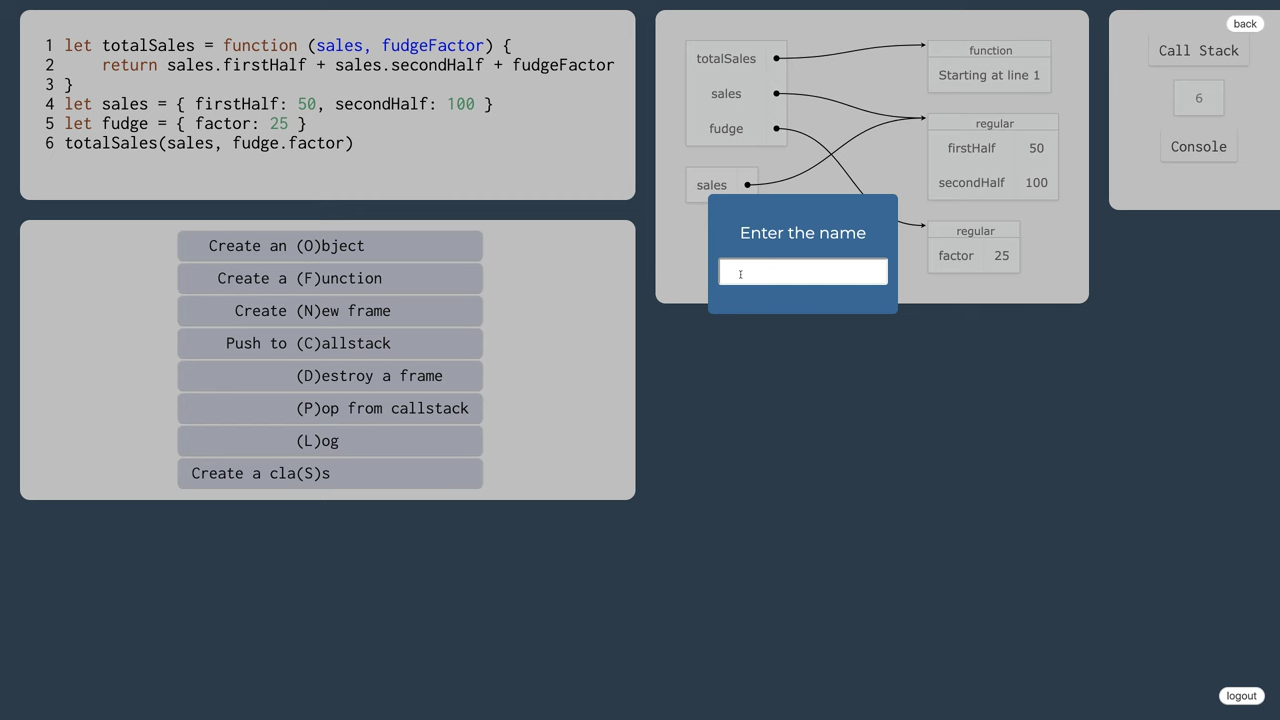 1 let totalSales = function (sales, fudgeFactor) {
2 return sales.firstHalf + sales.secondHalf + fudgeFactor
3 }
4 let sales = { firstHalf: 50, secondHalf: 100 }
5 let fudge = { factor: 25 }
6 totalSales(sales, fudge.factor)
Create an (O)bject
Create a (F)unction
Create (N)ew frame
Push to (C)allstack
(D)estroy a frame
(P)op from callstack
(L)og
Create a cla(S)s
totalSales
sales
fudge
sales
function
Starting at line 1
regular
firstHalf 50
secondHalf 100
regular
factor 25
Enter the name
back
Call Stack
6
Console
logout